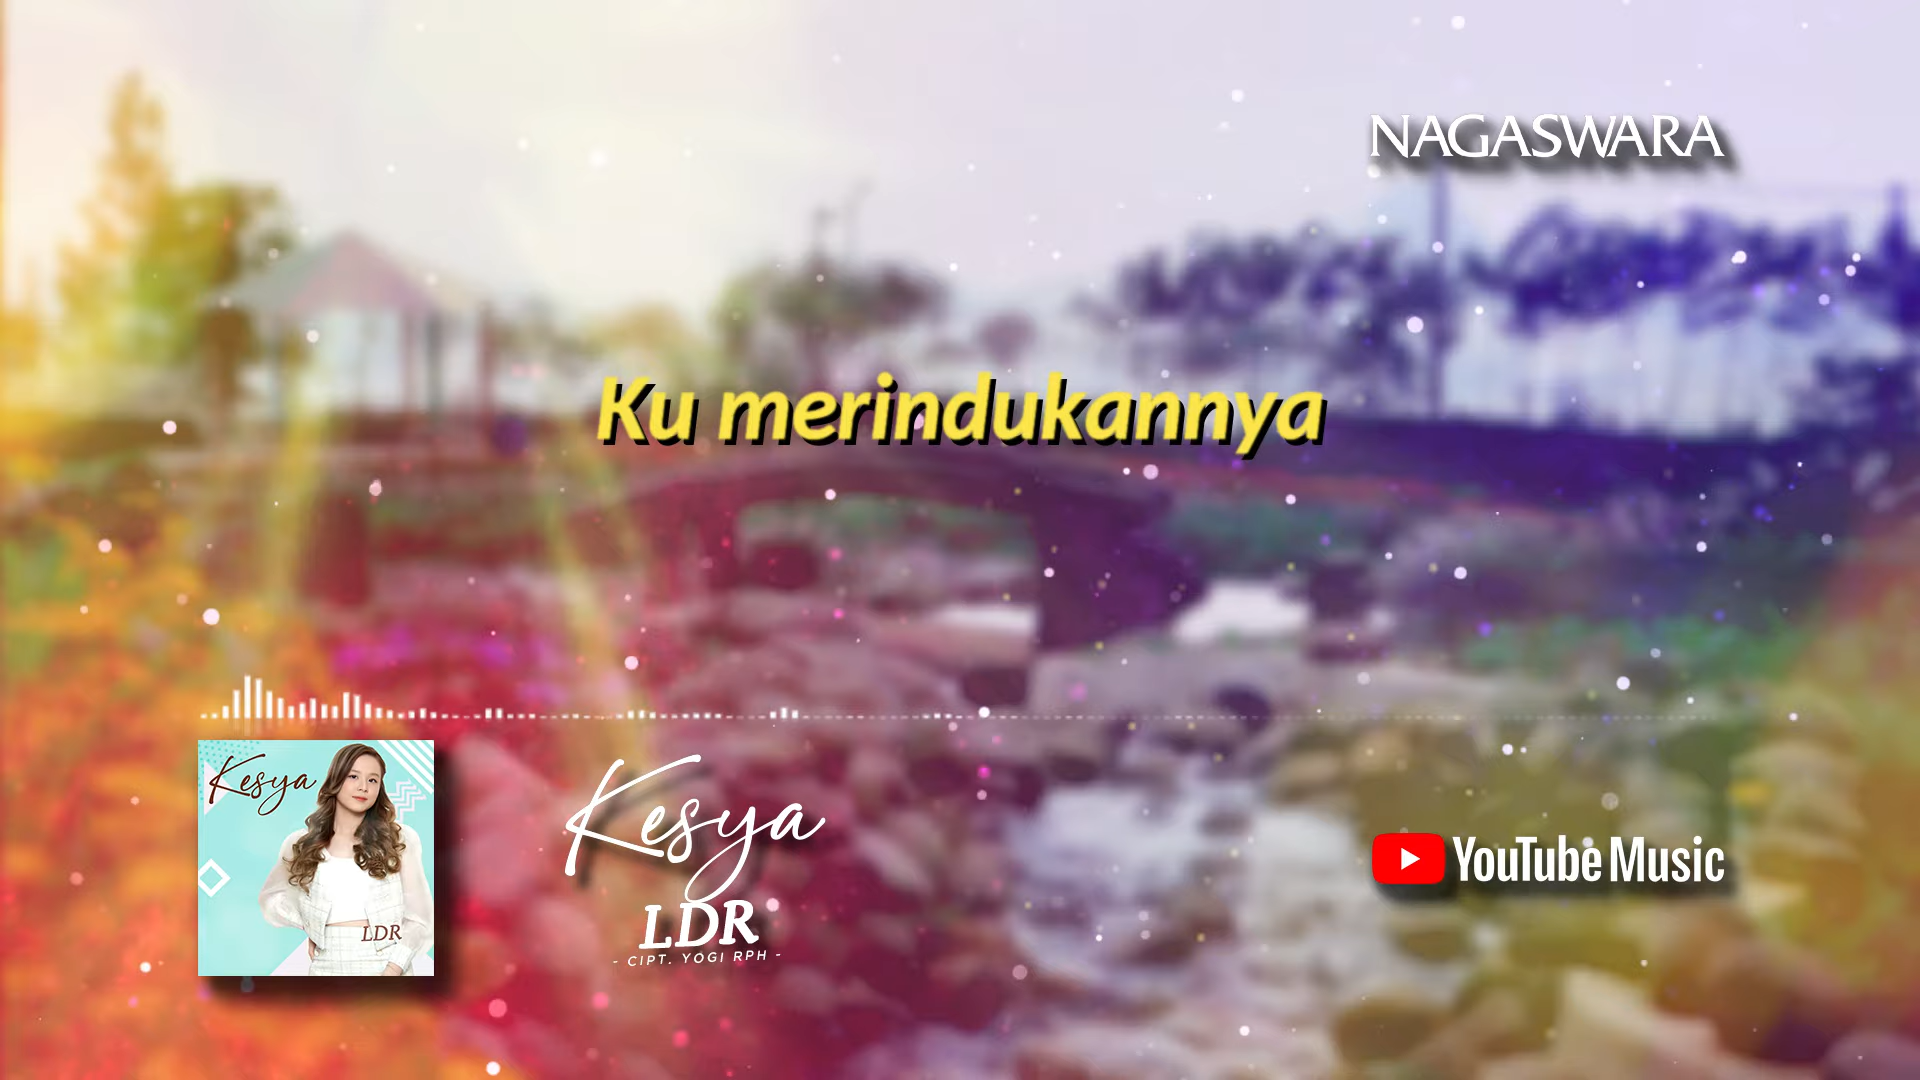 NAGASWARA
Ku merindukannya
Kesya
LDR
Kesya
LDR
- CIPT. YOGI RPH -
YouTube Music